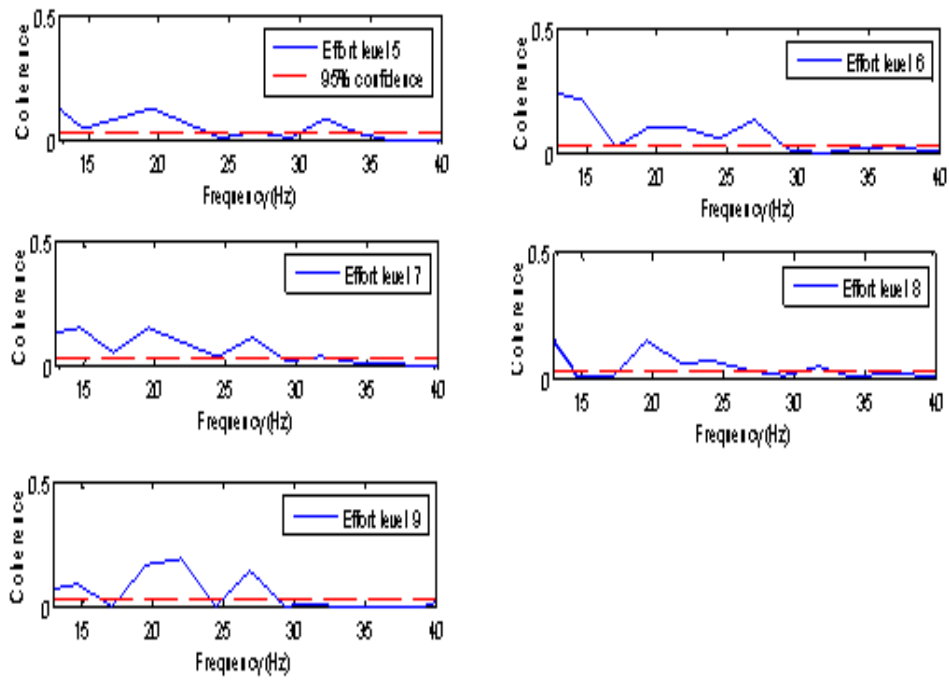 0.5
Coherence
0
Effort level 5
95% confidence
15 20 25 30 35 40
Frequency(Hz)
0.5
Coherence
0
Effort level 6
15 20 25 30 35 40
Frequency(Hz)
0.5
Coherence
0
Effort level 7
15 20 25 30 35 40
Frequency(Hz)
0.5
Coherence
0
Effort level 8
15 20 25 30 35 40
Frequency(Hz)
0.5
Coherence
0
Effort level 9
15 20 25 30 35 40
Frequency(Hz)